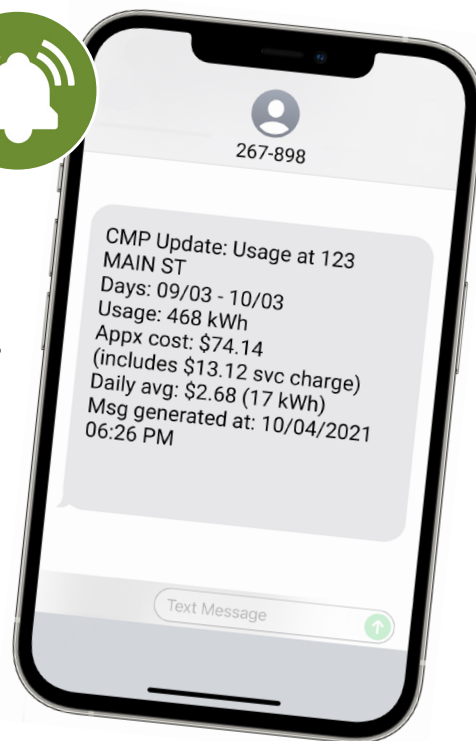 267-898
CMP Update: Usage at 123
MAIN ST
Days: 09/03 - 10/03
Usage: 468 kWh
Appx cost: $74.14
(includes $13.12 svc charge)
Daily avg: $2.68 (17 kWh)
Msg generated at: 10/04/2021
06:26 PM
Text Message